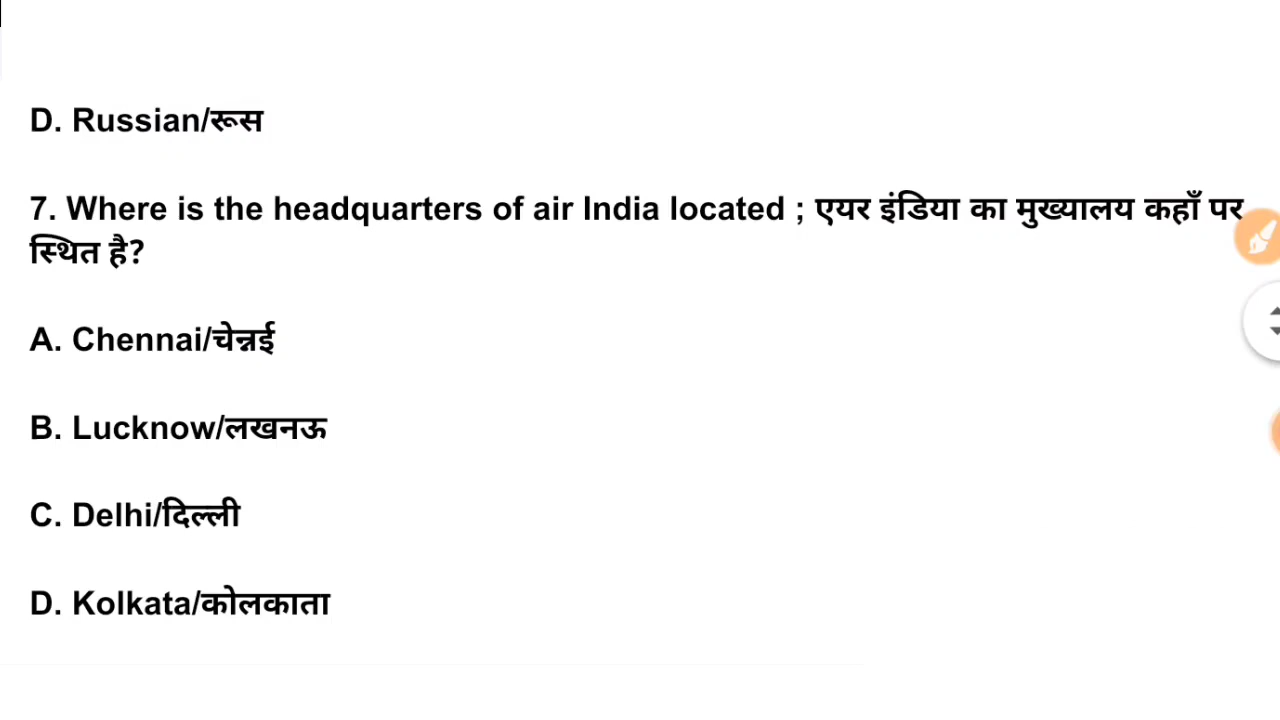 D. Russian/रूस
7. Where is the headquarters of air India located ; एयर इंडिया का मुख्यालय कहाँ पर
स्थित है?
A. Chennai/चेन्नई
B. Lucknow/लखनऊ
C. Delhi/दिल्ली
D. Kolkata/कोलकाता